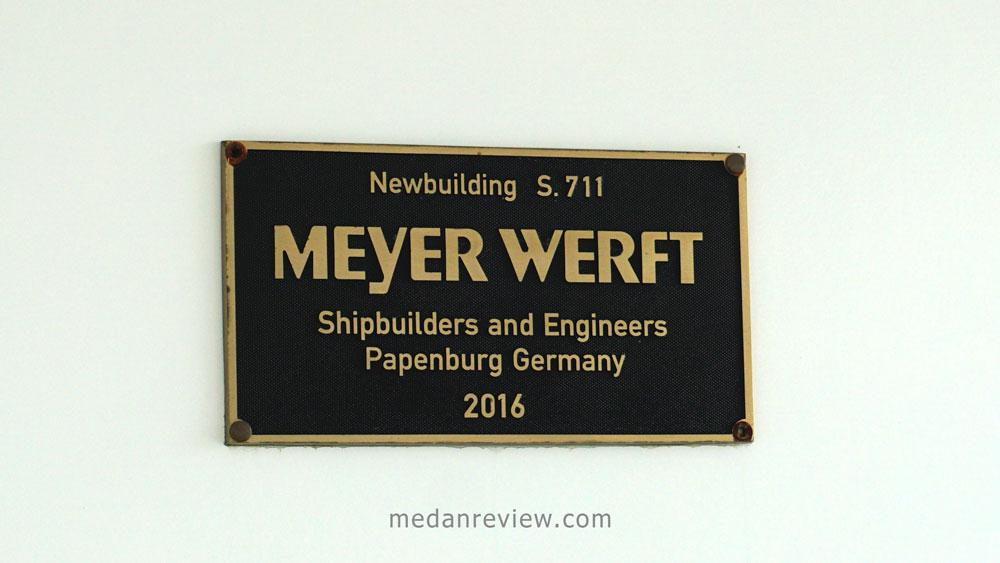 Newbuilding S. 711
MEYER WERFT
Shipbuilders and Engineers
Papenburg Germany
2016
medanreview.com